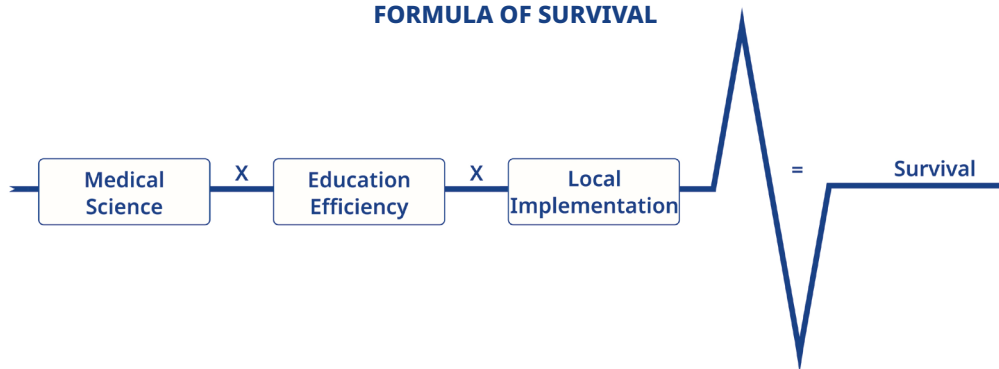 FORMULA OF SURVIVAL
Medical
Science
X
Education
Efficiency
X
Local
Implementation
=
Survival